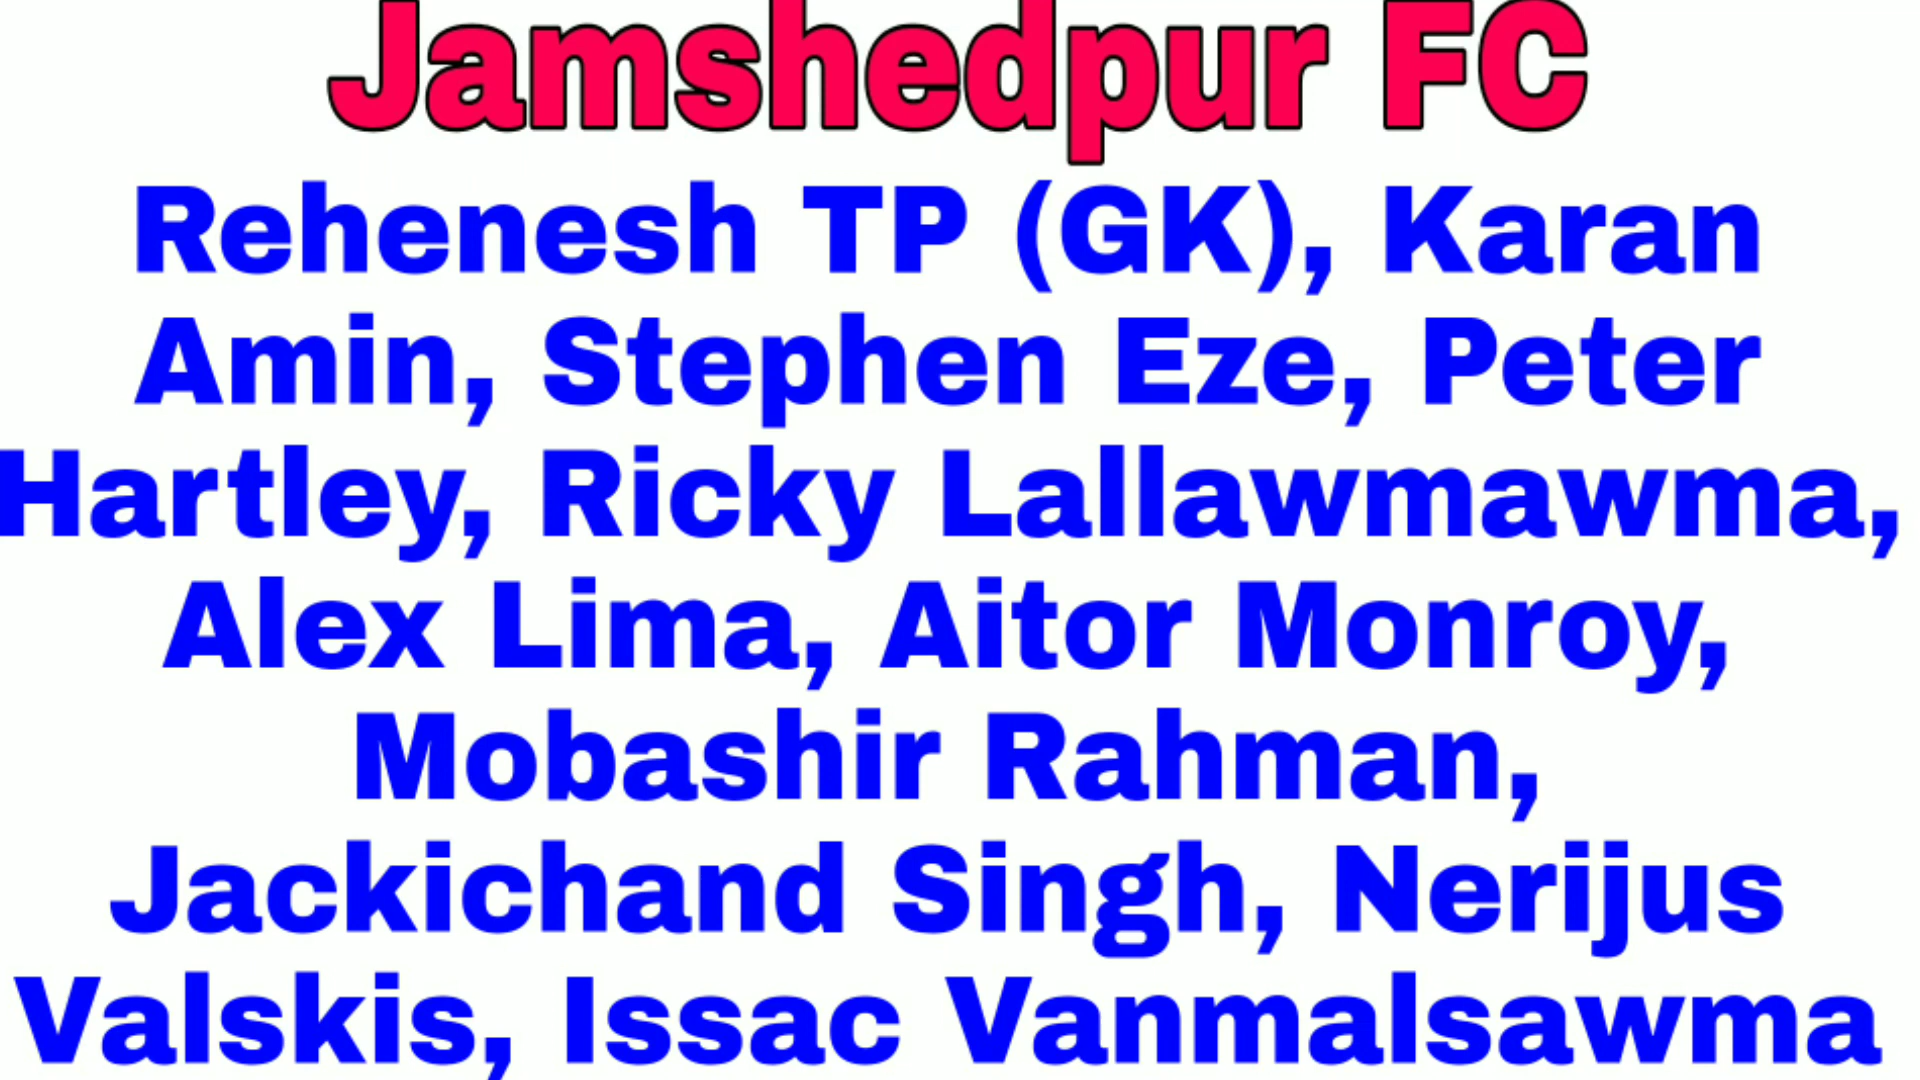 Jamshedpur FC
Rehenesh TP (GK), Karan
Amin, Stephen Eze, Peter
Hartley, Ricky Lallawmawma,
Alex Lima, Aitor Monroy,
Mobashir Rahman,
Jackichand Singh, Nerijus
Valskis, Issac Vanmalsawma